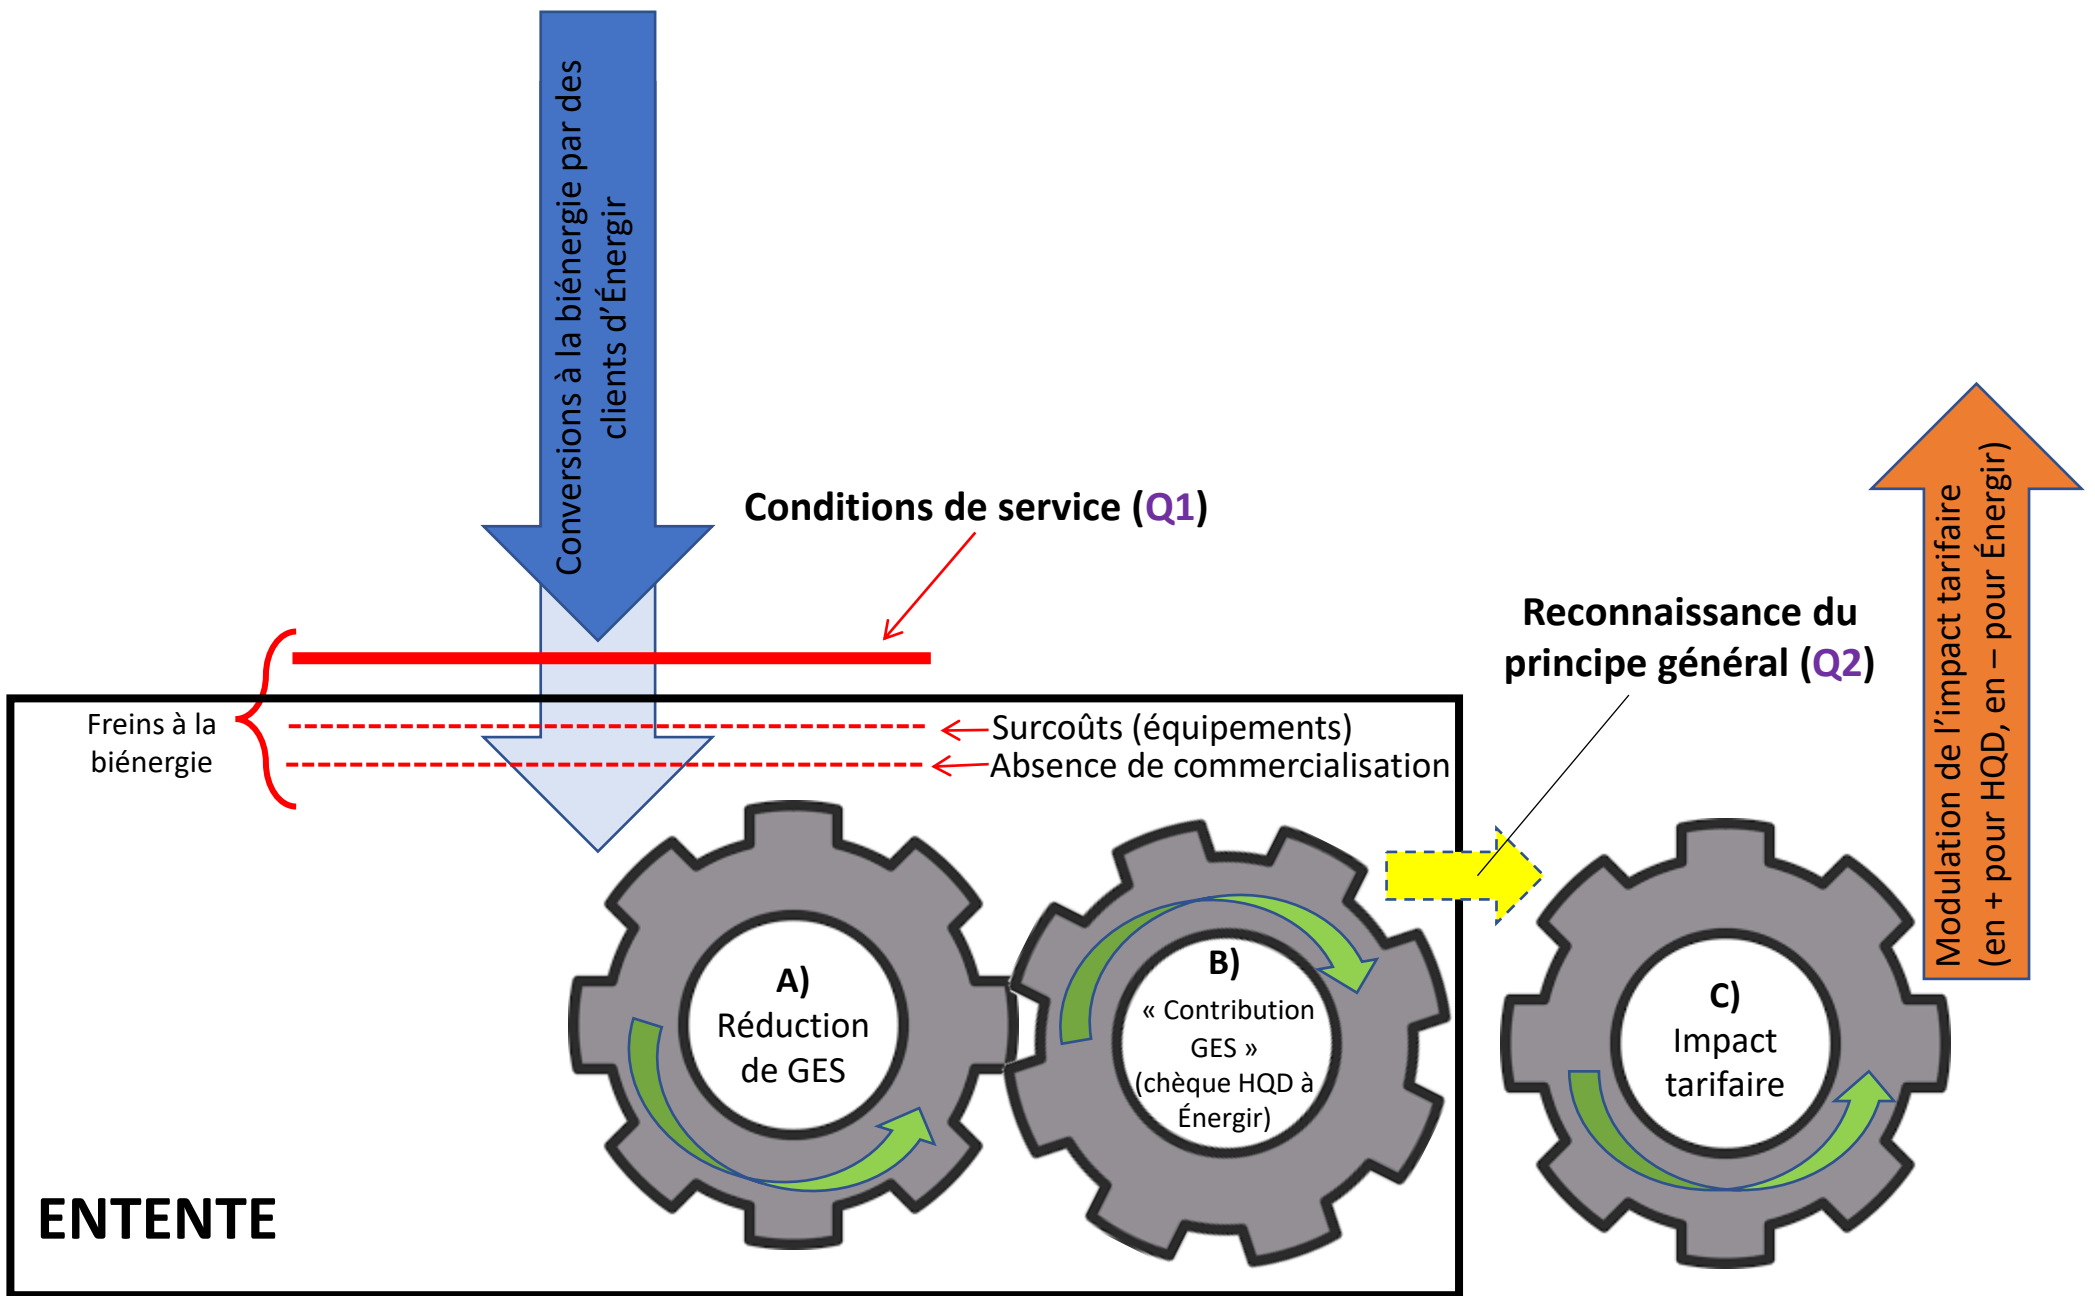 Conversions à la biénergie par des
clients d’Énergir
Conditions de service (Q1)
Reconnaissance du
principe général (Q2)
Modulation de l’impact tarifaire
(en + pour HQD, en – pour Énergir)
Freins à la
biénergie
Surcoûts (équipements)
Absence de commercialisation
A)
Réduction
de GES
B)
« Contribution
GES »
(chèque HQD à
Énergir)
C)
Impact
tarifaire
ENTENTE